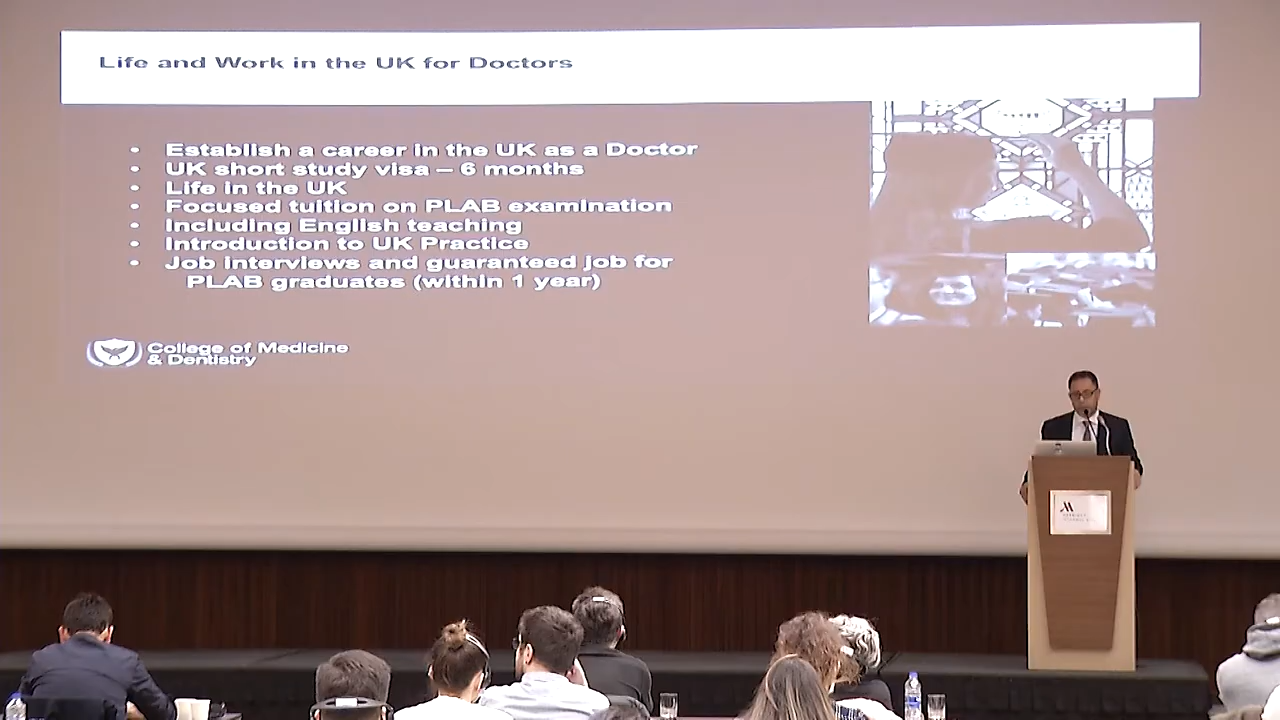 Life and Work in the UK for Doctors
• Establish a career in the UK as a Doctor
• UK short study visa – 6 months
• Life in the UK
• Focused tuition on PLAB examination
• Including English teaching
• Introduction to UK Practice
• Job interviews and guaranteed job for
PLAB graduates (within 1 year)
College of Medicine
& Dentistry